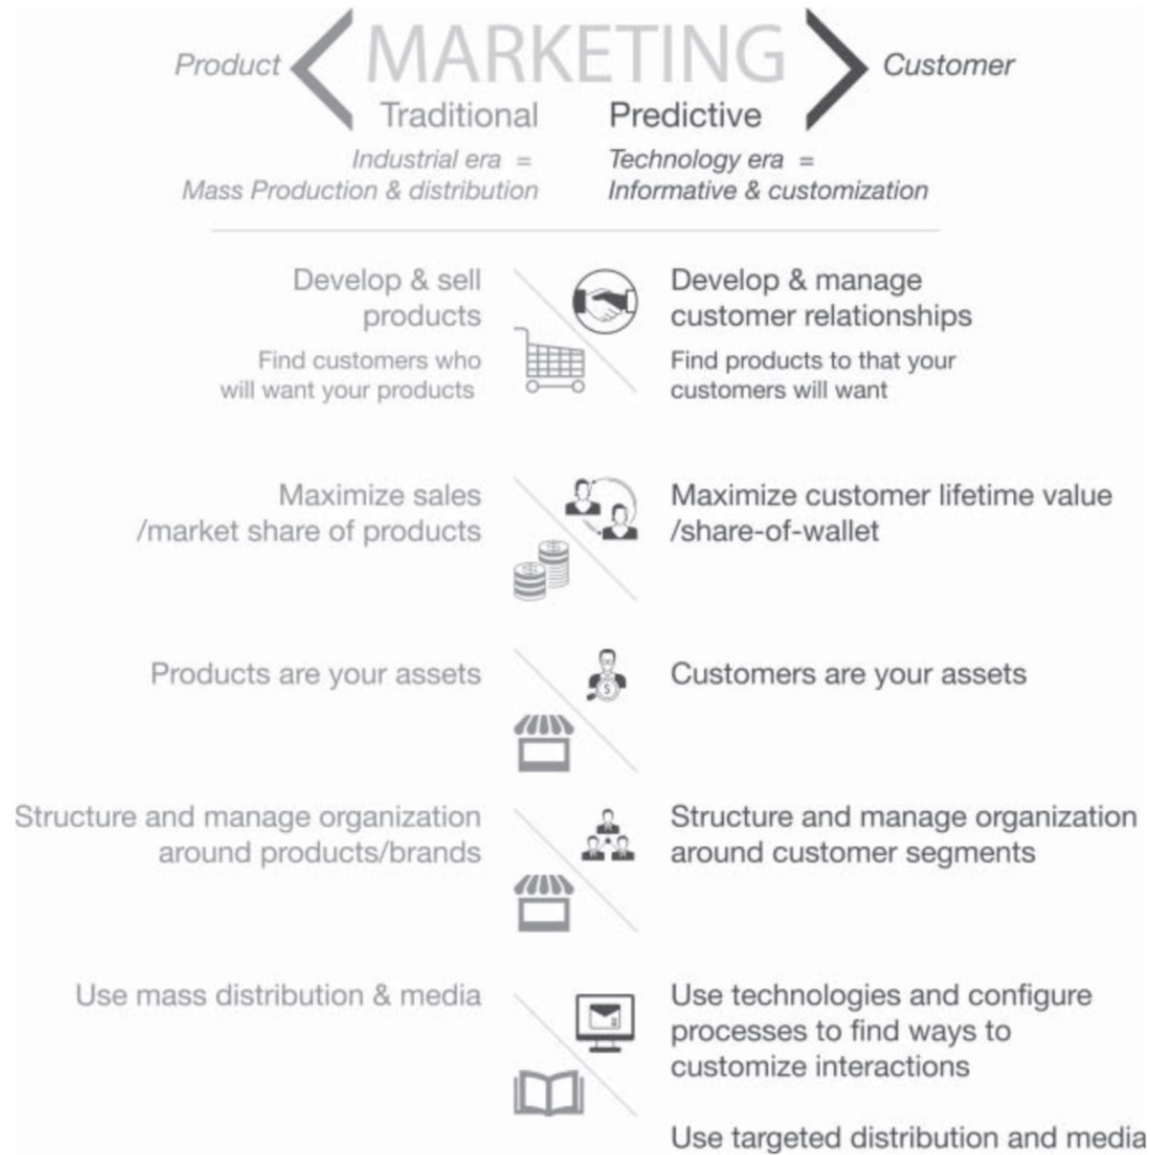 MARKETING
Product
Customer
Traditional
Predictive
Industrial era =
Mass Production & distribution
Technology era =
Informative & customization
Develop & sell
products
Find customers who
will want your products
Develop & manage
customer relationships
Find products to that your
customers will want
Maximize sales
/market share of products
Maximize customer lifetime value
/share-of-wallet
Products are your assets
Customers are your assets
Structure and manage organization
around products/brands
Structure and manage organization
around customer segments
Use mass distribution & media
Use technologies and configure
processes to find ways to
customize interactions
Use targeted distribution and media